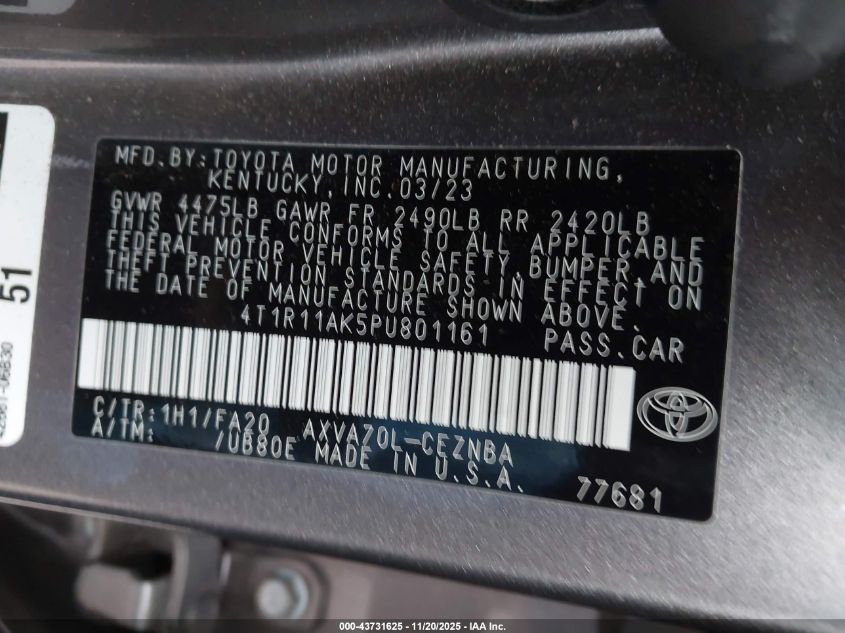 MFD. BY: TOYOTA MOTOR MANUFACTURING,
KENTUCKY, INC. 03/23
GVWR 4475LB GAWR FR 2490LB RR 2420LB
THIS VEHICLE CONFORMS TO ALL APPLICABLE
FEDERAL MOTOR VEHICLE SAFETY, BUMPER, AND
THEFT PREVENTION STANDARDS IN EFFECT ON
THE DATE OF MANUFACTURE SHOWN ABOVE.
4T1R11AK5PU801161 PASS. CAR
C/TR: 1H1/FA20 AXVA70L-CEZNBA
A/TM: /UB80E MADE IN U.S.A.
77681
51
000-43731625 | 11/20/2025 - IAA, Inc.